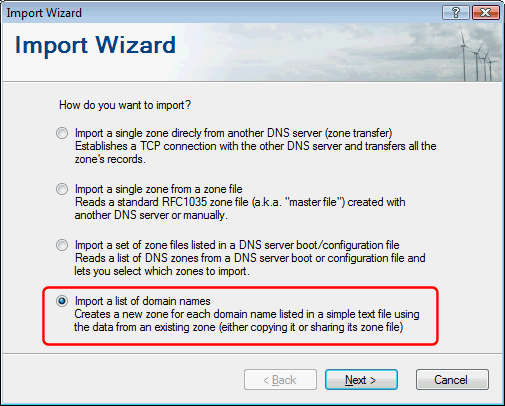 Import Wizard
Import Wizard
How do you want to import?
Import a single zone direcly from another DNS server (zone transfer)
Establishes a TCP connection with the other DNS server and transfers all the
zone's records.
Import a single zone from a zone file
Reads a standard RFC1035 zone file (a.k.a. "master file") created with
another DNS server or manually.
Import a set of zone files listed in a DNS server boot/configuration file
Reads a list of DNS zones from a DNS server boot or configuration file and
lets you select which zones to import.
Import a list of domain names
Creates a new zone for each domain name listed in a simple text file using
the data from an existing zone (either copying it or sharing its zone file)
< Back
Next >
Cancel